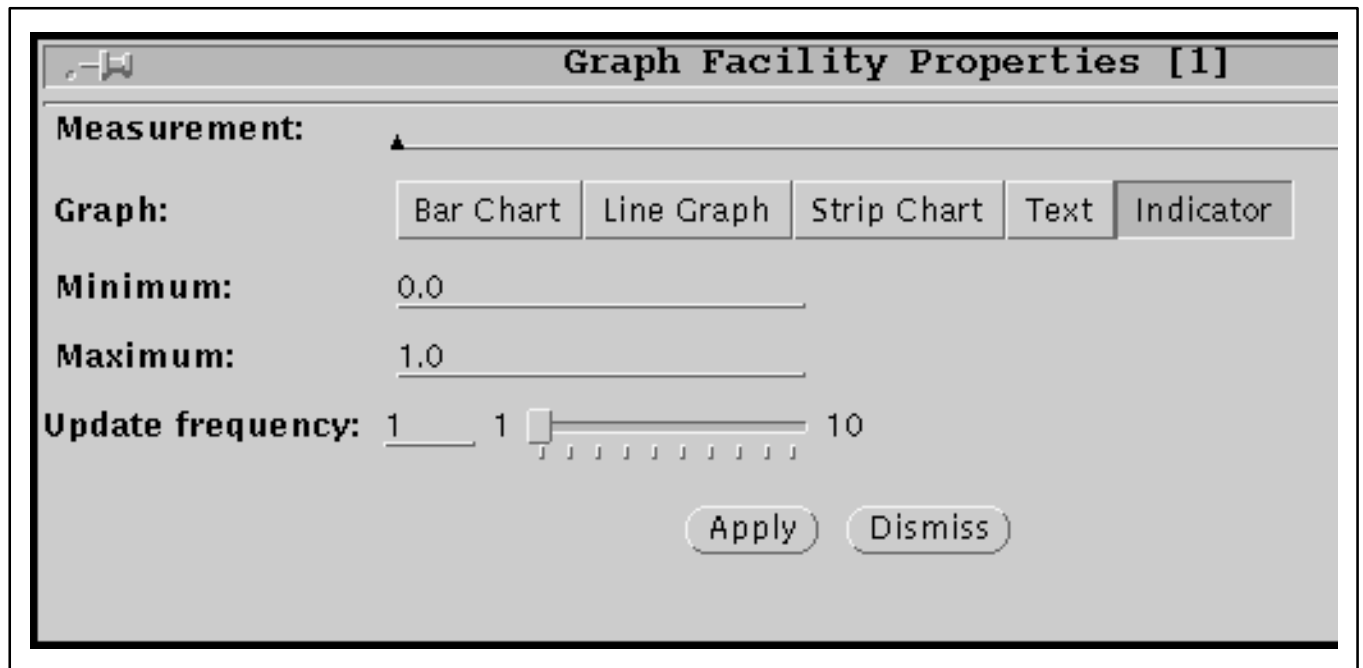 Graph Facility Properties [1]
Measurement:
Graph: Bar Chart Line Graph Strip Chart Text Indicator
Minimum: 0.0
Maximum: 1.0
Update frequency: 1 1 10
Apply Dismiss